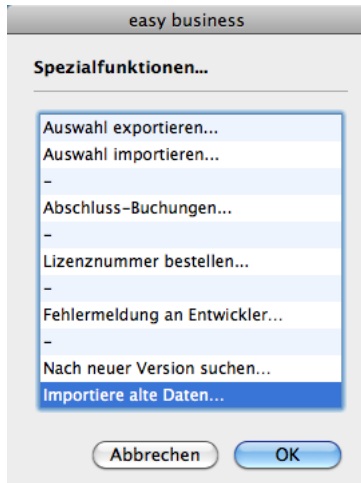 easy business
Spezialfunktionen...
Auswahl exportieren...
Auswahl importieren...
–
Abschluss-Buchungen...
–
Lizenznummer bestellen...
–
Fehlermeldung an Entwickler...
–
Nach neuer Version suchen...
Importiere alte Daten...
Abbrechen
OK